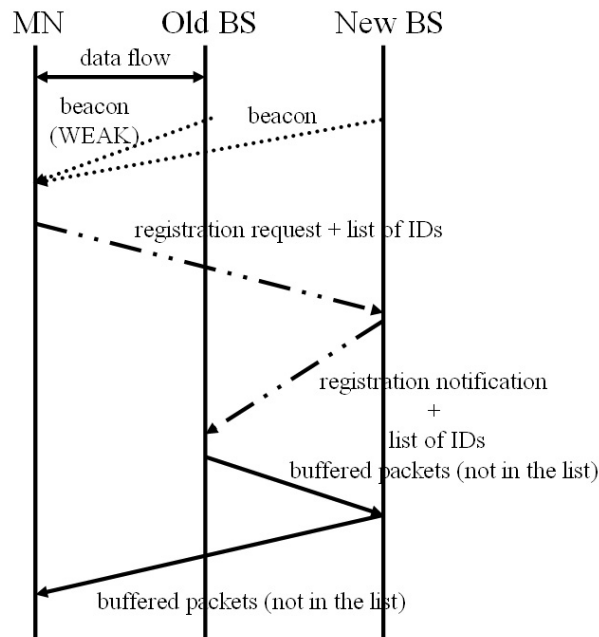 MN Old BS New BS
data flow
beacon
(WEAK)
beacon
registration request + list of IDs
registration notification
+
list of IDs
buffered packets (not in the list)
buffered packets (not in the list)